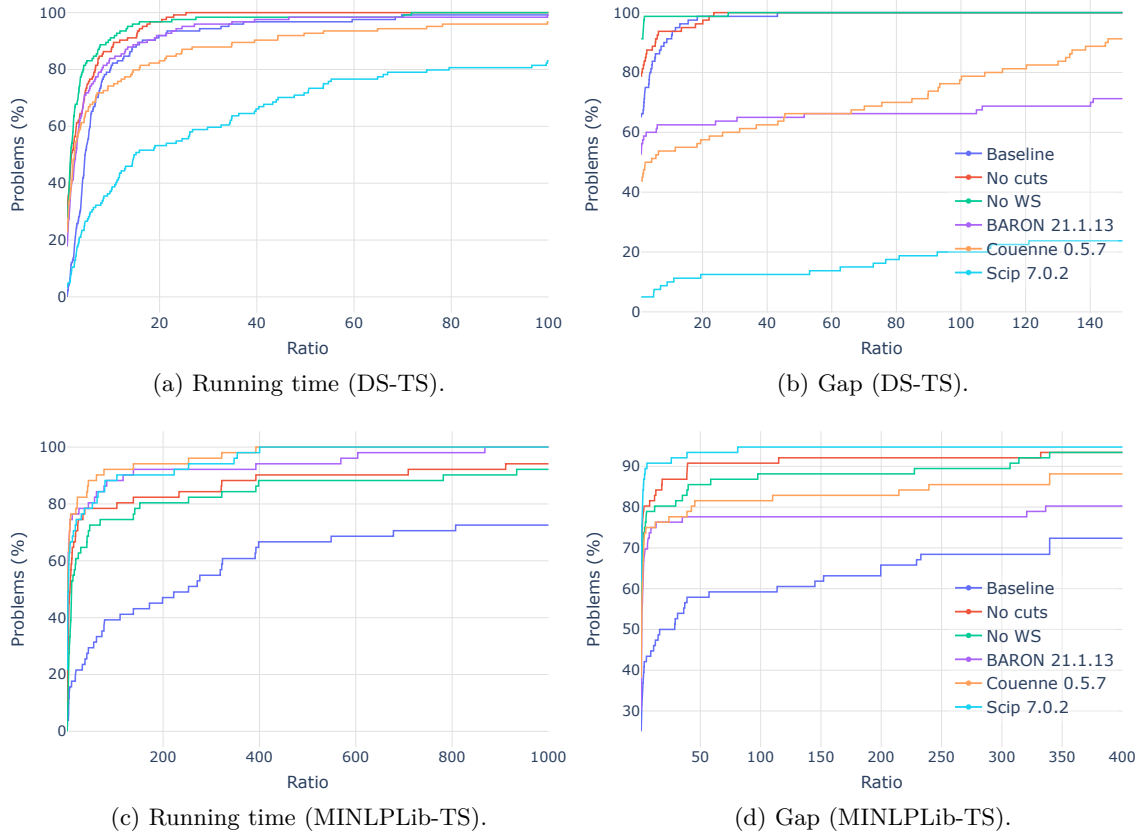 100
80
60
40
20
0
Problems (%)
20
40
60
80
100
Ratio
(a) Running time (DS-TS).
100
90
80
70
60
50
40
30
20
10
0
Problems (%)
20
40
60
80
100
120
140
Ratio
Baseline
No cuts
No WS
BARON 21.1.13
Couenne 0.5.7
Scip 7.0.2
(b) Gap (DS-TS).
100
80
60
40
20
0
Problems (%)
200
400
600
800
1000
Ratio
(c) Running time (MINLPLib-TS).
90
80
70
60
50
40
30
Problems (%)
50
100
150
200
250
300
350
400
Ratio
Baseline
No cuts
No WS
BARON 21.1.13
Couenne 0.5.7
Scip 7.0.2
(d) Gap (MINLPLib-TS).